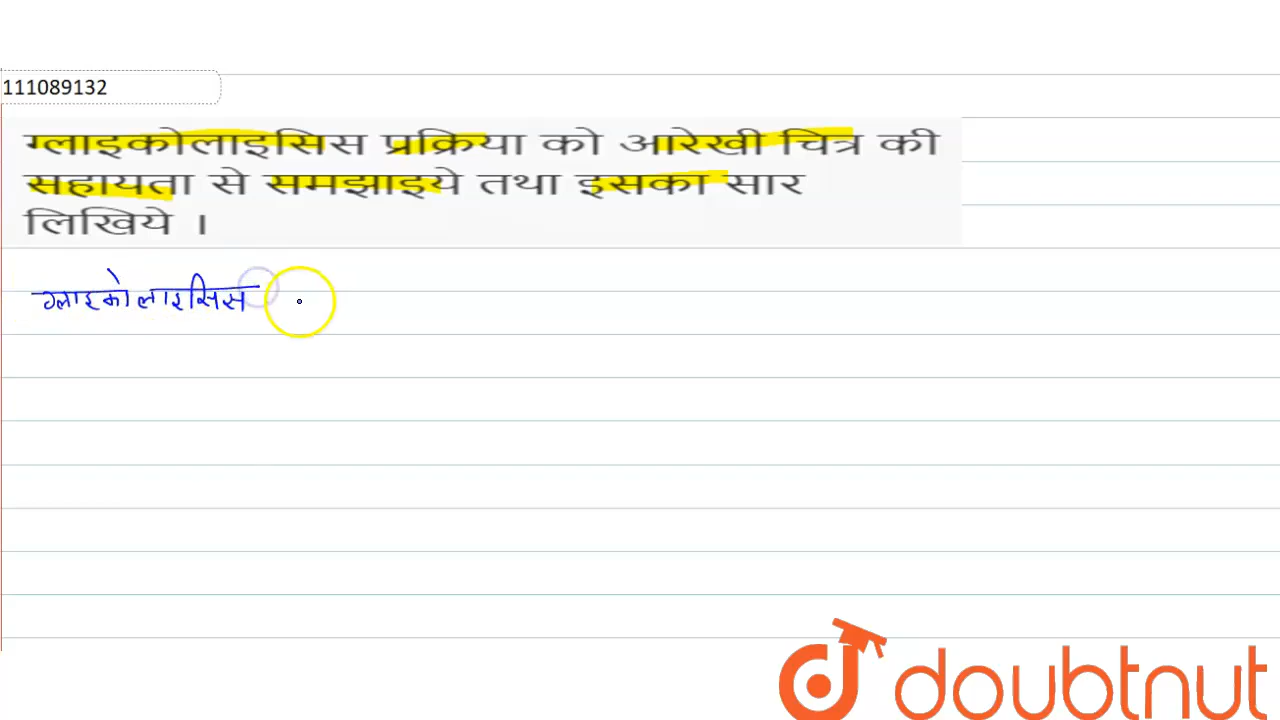 111089132
ग्लाइकोलाइसिस प्रक्रिया को आरेखी चित्र की
सहायता से समझाइये तथा इसका सार
लिखिये ।
ग्लाइकोलाइसिस
doubtnut